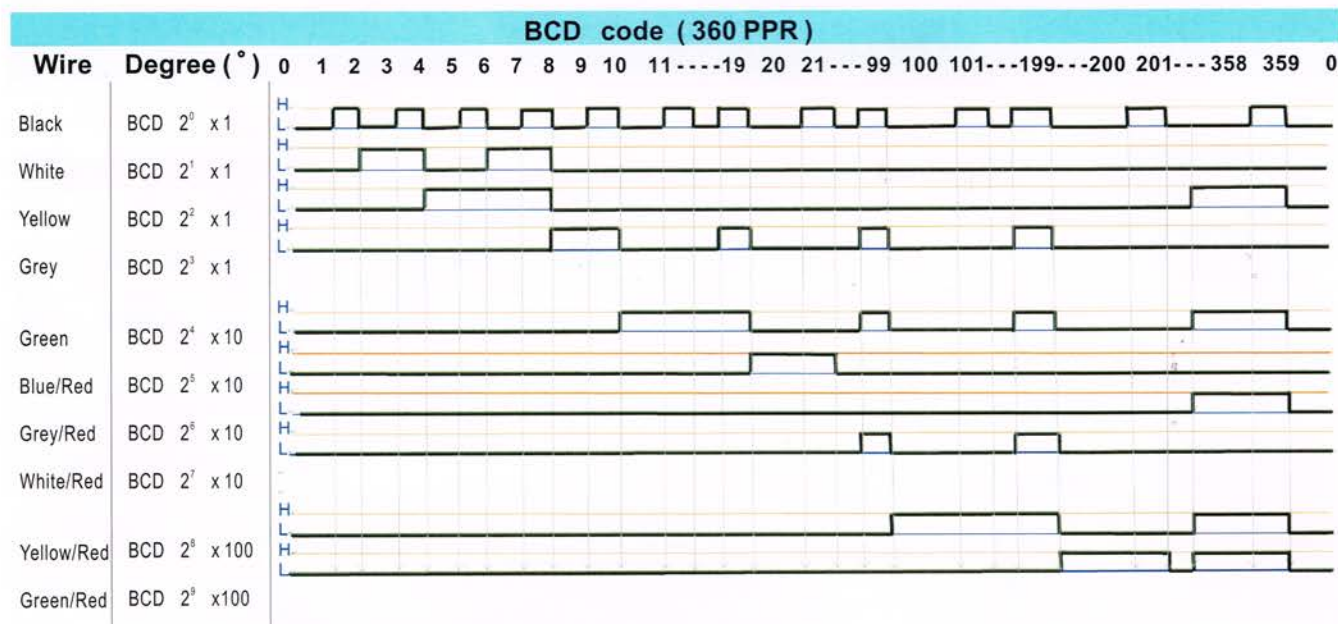 BCD code (360 PPR)
Wire Degree (°) 0 1 2 3 4 5 6 7 8 9 10 11----19 20 21---99 100 101---199---200 201---358 359 0
H
Black BCD 2⁰ x1 L
H
White BCD 2¹ x1 L
H
Yellow BCD 2² x1 L
H
Grey BCD 2³ x1 L
H
Green BCD 2⁴ x10 L
H
Blue/Red BCD 2⁵ x10 L
H
Grey/Red BCD 2⁶ x10 L
H
White/Red BCD 2⁷ x10 L
H
Yellow/Red BCD 2⁸ x100 L
H
Green/Red BCD 2⁹ x100 L